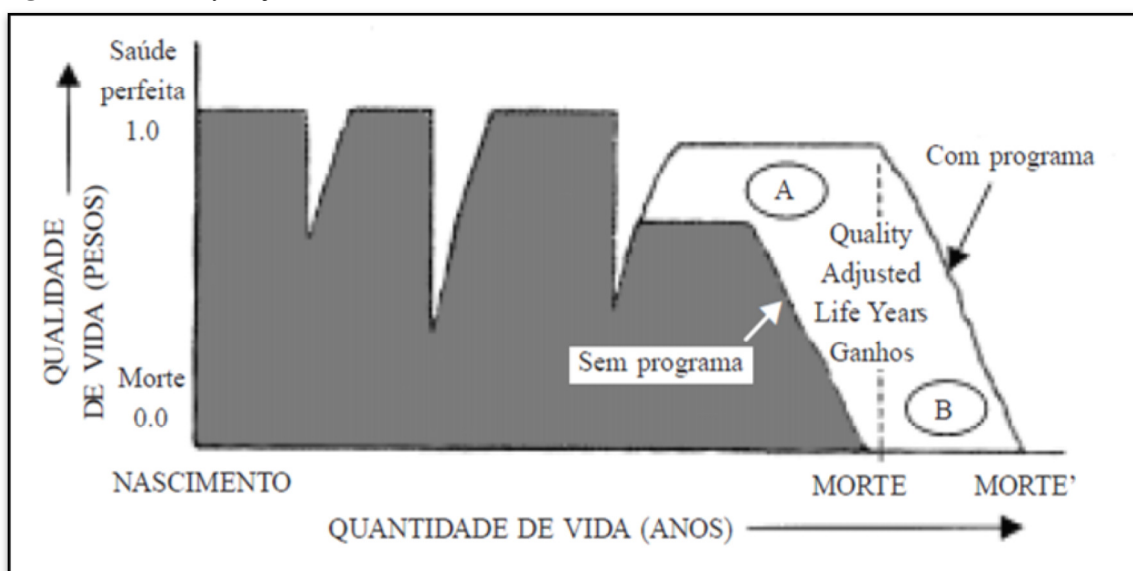 Saúde
perfeita
1.0
QUALIDADE
DE VIDA (PESOS)
Morte
0.0
A
Com programa
Quality
Adjusted
Life Years
Ganhos
Sem programa
B
NASCIMENTO
MORTE
MORTE’
QUANTIDADE DE VIDA (ANOS)